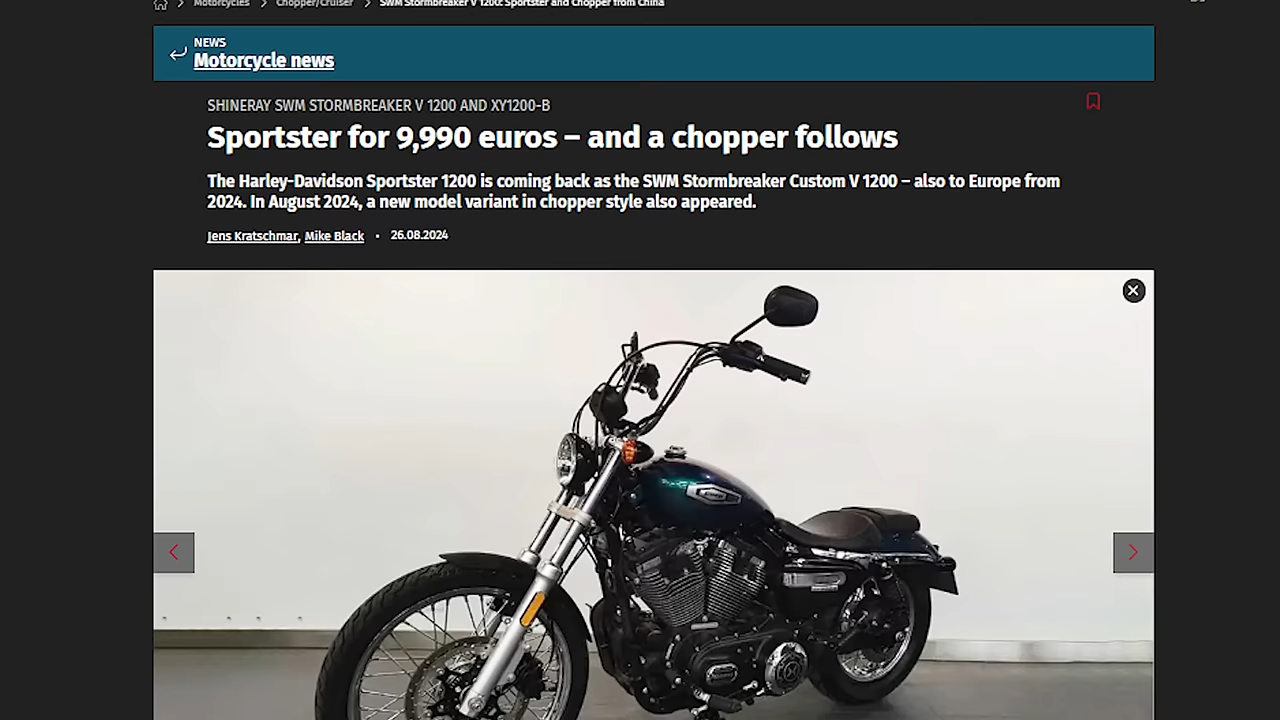 Motorcycles
Chopper/Cruiser
SWM Stormbreaker V 1200: Sportster and Chopper from China
NEWS
Motorcycle news
SHINERAY SWM STORMBREAKER V 1200 AND XY1200-B
Sportster for 9,990 euros – and a chopper follows
The Harley-Davidson Sportster 1200 is coming back as the SWM Stormbreaker Custom V 1200 – also to Europe from
2024. In August 2024, a new model variant in chopper style also appeared.
Jens Kratschmar, Mike Black • 26.08.2024